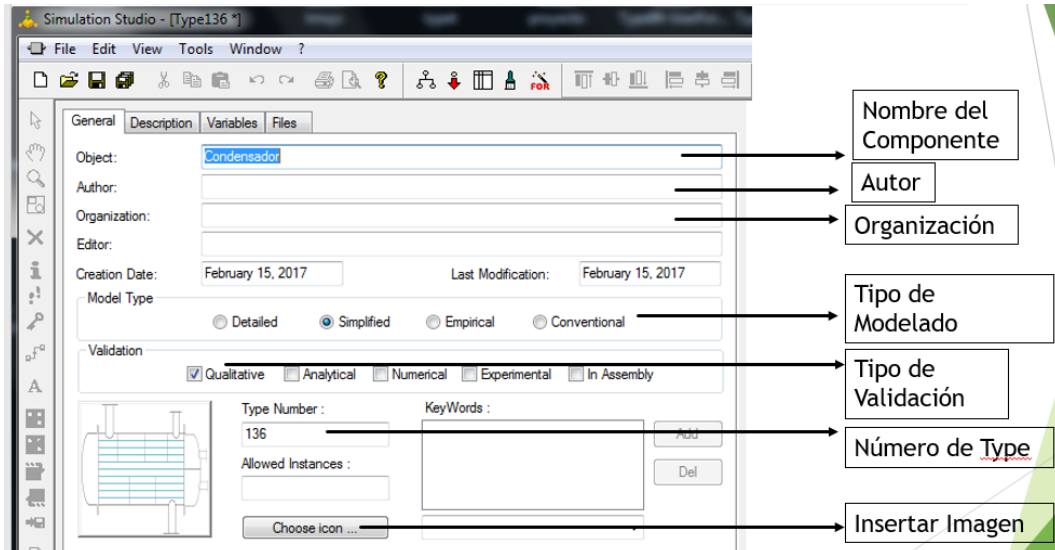 Simulation Studio - [Type136 *]
File Edit View Tools Window ?
FOR
General Description Variables Files
Object: Condensador
Nombre del
Componente
Author:
Autor
Organization:
Organización
Editor:
Creation Date: February 15, 2017 Last Modification: February 15, 2017
Model Type
Detailed Simplified Empirical Conventional
Tipo de
Modelado
Validation
Qualitative Analytical Numerical Experimental In Assembly
Tipo de
Validación
Type Number : KeyWords :
136 Add
Número de Type
Allowed Instances :
Del
Choose icon ...
Insertar Imagen